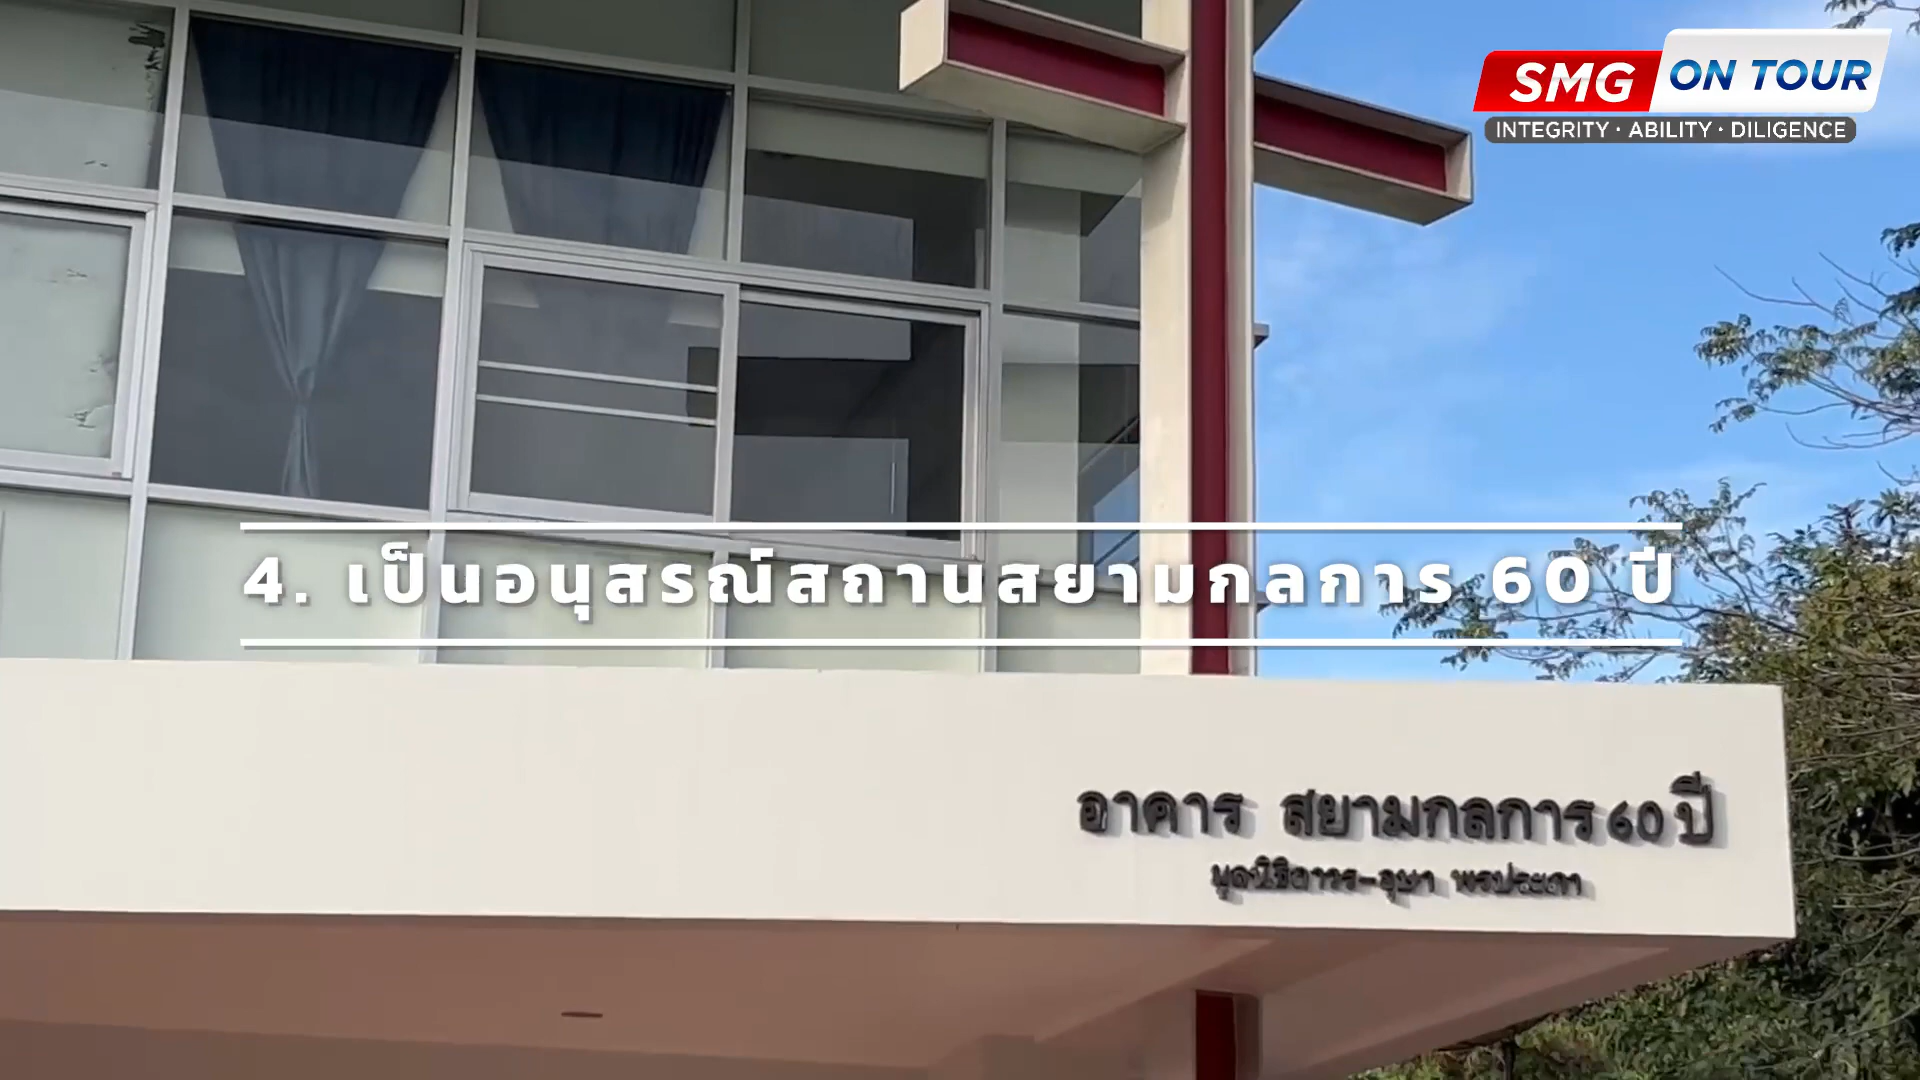 SMG ON TOUR
INTEGRITY · ABILITY · DILIGENCE
4. เป็นอนุสรณ์สถานสยามกลการ 60 ปี
อาคาร สยามกลการ 60 ปี
มูลนิธิถาวร-อุษา พรประภา